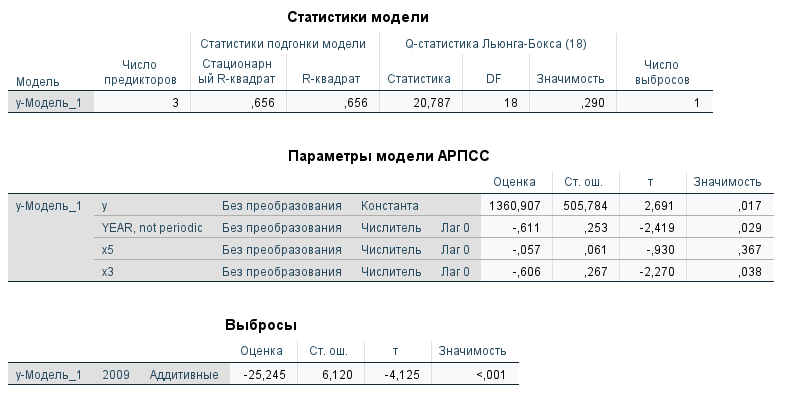 Статистики модели
Статистики подгонки модели Q-статистика Льюнга-Бокса (18)
Модель Число предикторов Стационарн ый R-квадрат R-квадрат Статистика DF Значимость Число выбросов
y-Модель_1 3 ,656 ,656 20,787 18 ,290 1
Параметры модели АРПСС
Оценка Ст. ош. т Значимость
y-Модель_1 y Без преобразования Константа 1360,907 505,784 2,691 ,017
YEAR, not periodic Без преобразования Числитель Лаг 0 -,611 ,253 -2,419 ,029
x5 Без преобразования Числитель Лаг 0 -,057 ,061 -,930 ,367
x3 Без преобразования Числитель Лаг 0 -,606 ,267 -2,270 ,038
Выбросы
Оценка Ст. ош. т Значимость
y-Модель_1 2009 Аддитивные -25,245 6,120 -4,125 <,001